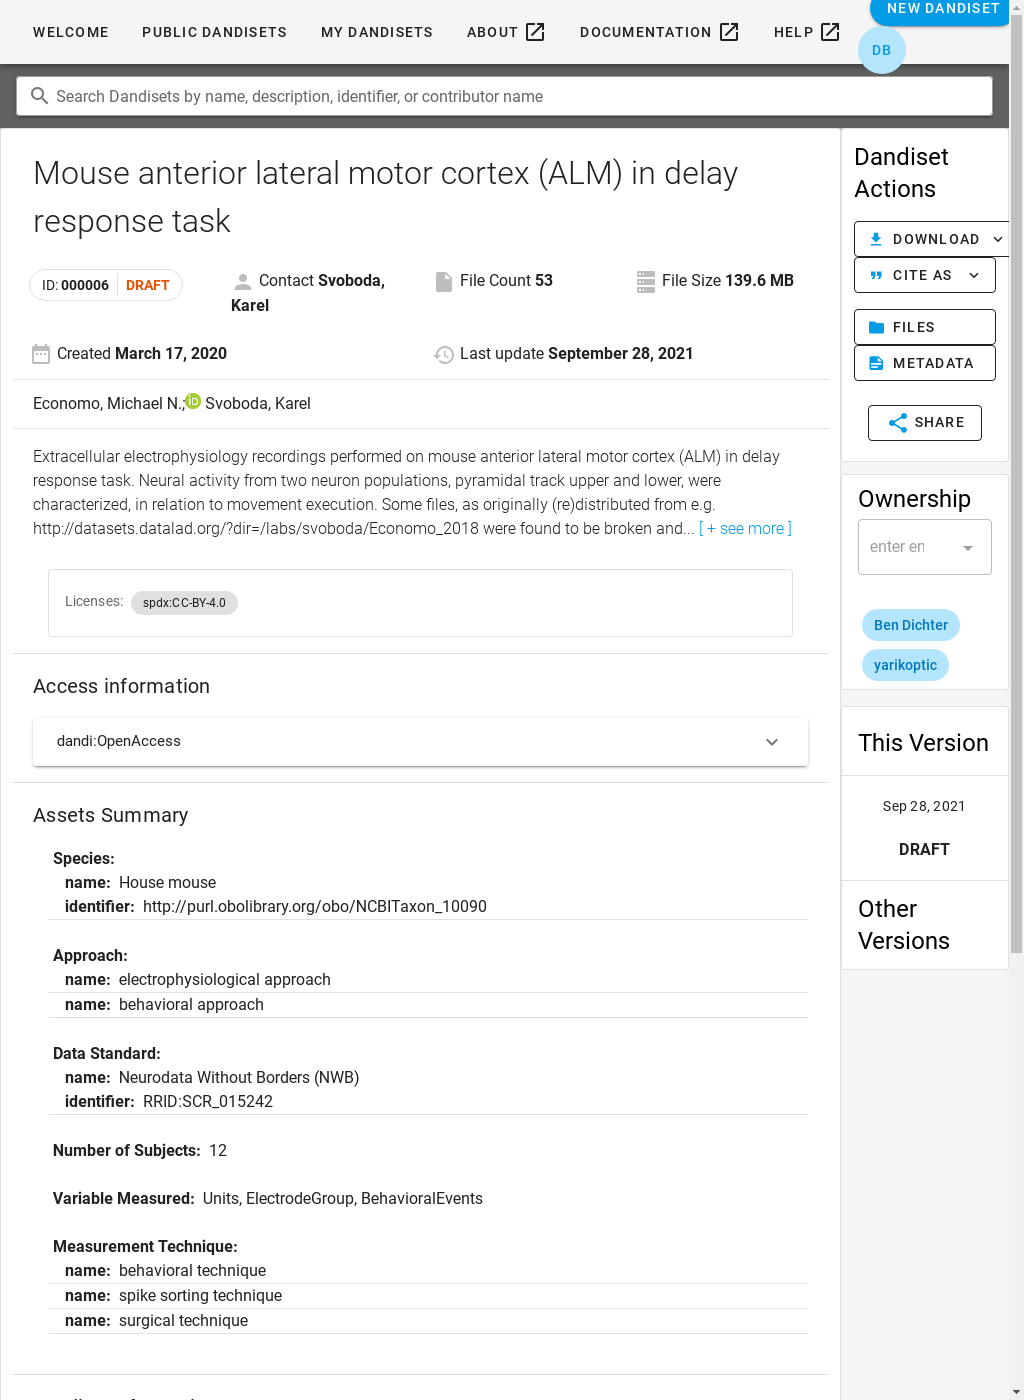 WELCOME PUBLIC DANDISETS MY DANDISETS ABOUT DOCUMENTATION HELP NEW DANDISET
DB
Search Dandisets by name, description, identifier, or contributor name
Mouse anterior lateral motor cortex (ALM) in delay
response task
ID: 000006 DRAFT
Contact Svoboda,
Karel
File Count 53
File Size 139.6 MB
Created March 17, 2020
Last update September 28, 2021
Economo, Michael N.; Svoboda, Karel
Extracellular electrophysiology recordings performed on mouse anterior lateral motor cortex (ALM) in delay
response task. Neural activity from two neuron populations, pyramidal track upper and lower, were
characterized, in relation to movement execution. Some files, as originally (re)distributed from e.g.
http://datasets.datalad.org/?dir=/labs/svoboda/Economo_2018 were found to be broken and... [ + see more ]
Licenses: spdx:CC-BY-4.0
Access information
dandi:OpenAccess
Assets Summary
Species:
name: House mouse
identifier: http://purl.obolibrary.org/obo/NCBITaxon_10090
Approach:
name: electrophysiological approach
name: behavioral approach
Data Standard:
name: Neurodata Without Borders (NWB)
identifier: RRID:SCR_015242
Number of Subjects: 12
Variable Measured: Units, ElectrodeGroup, BehavioralEvents
Measurement Technique:
name: behavioral technique
name: spike sorting technique
name: surgical technique
Dandiset
Actions
DOWNLOAD
CITE AS
FILES
METADATA
SHARE
Ownership
enter en
Ben Dichter
yarikoptic
This Version
Sep 28, 2021
DRAFT
Other
Versions